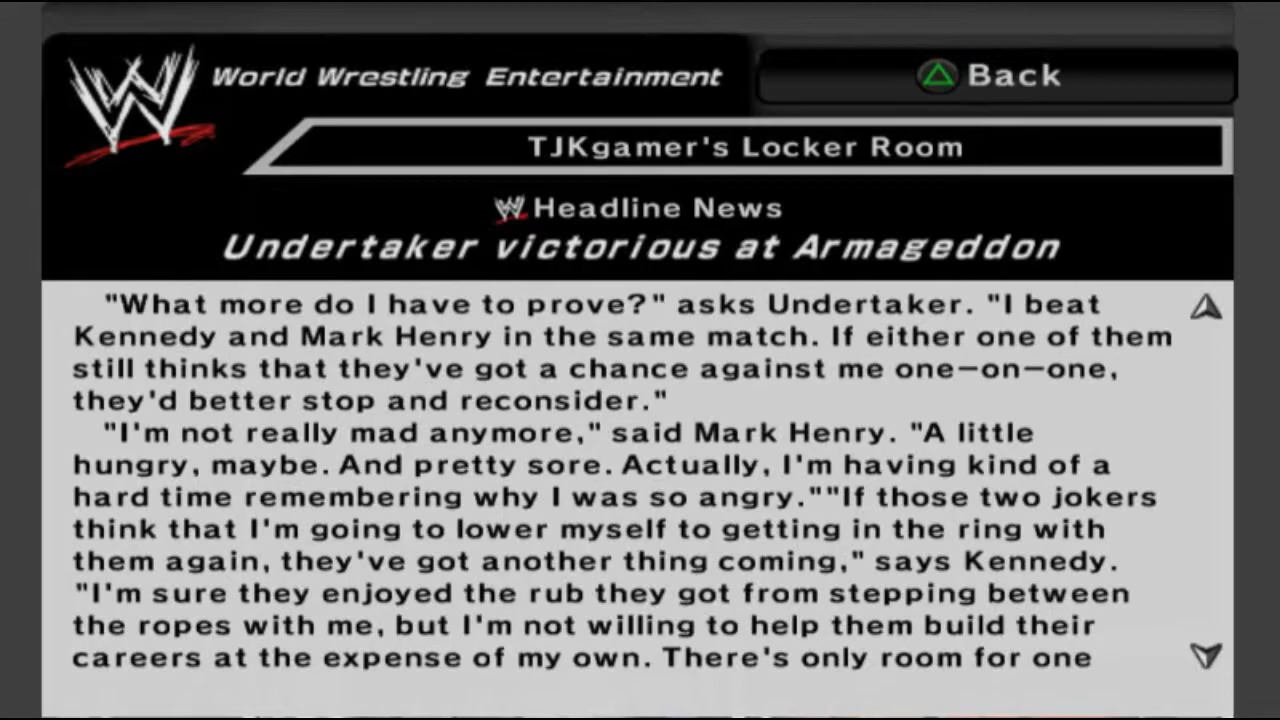 World Wrestling Entertainment
Back
TJKgamer's Locker Room
Headline News
Undertaker victorious at Armageddon
"What more do I have to prove?" asks Undertaker. "I beat
Kennedy and Mark Henry in the same match. If either one of them
still thinks that they've got a chance against me one-on-one,
they'd better stop and reconsider."
"I'm not really mad anymore," said Mark Henry. "A little
hungry, maybe. And pretty sore. Actually, I'm having kind of a
hard time remembering why I was so angry.""If those two jokers
think that I'm going to lower myself to getting in the ring with
them again, they've got another thing coming," says Kennedy.
"I'm sure they enjoyed the rub they got from stepping between
the ropes with me, but I'm not willing to help them build their
careers at the expense of my own. There's only room for one